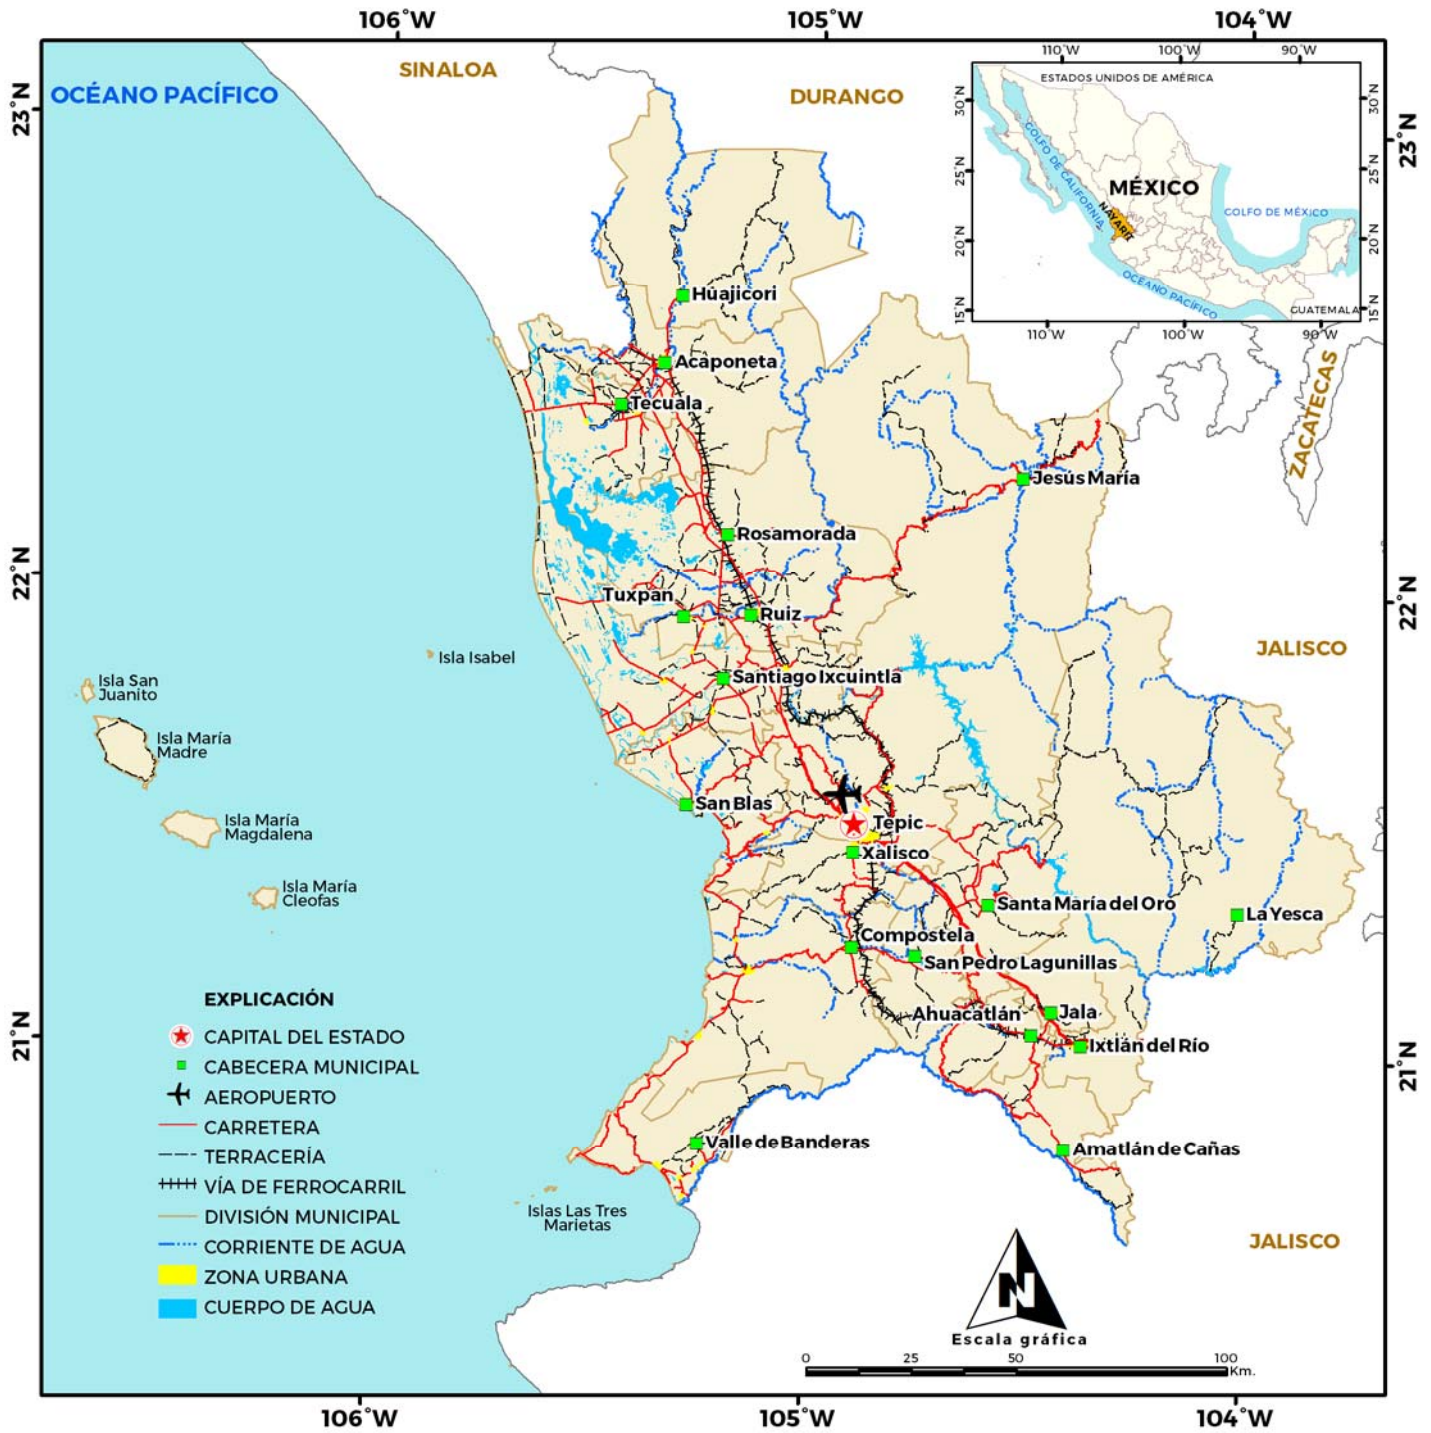 106°W
105°W
104°W
23°N
22°N
21°N
23°N
22°N
21°N
OCÉANO PACÍFICO
SINALOA
DURANGO
ZACATECAS
JALISCO
JALISCO
110°W
100°W
90°W
ESTADOS UNIDOS DE AMÉRICA
30°N
25°N
20°N
15°N
30°N
25°N
20°N
15°N
GOLFO DE CALIFORNIA
MÉXICO
NAYARIT
GOLFO DE MÉXICO
OCÉANO PACÍFICO
GUATEMALA
110°W
100°W
90°W
Húajicori
Acaponeta
Tecuala
Jesús María
Rosamorada
Tuxpan
Ruiz
Isla Isabel
Santiago Ixcuintla
Isla San
Juanito
Isla María
Madre
San Blas
Isla María
Magdalena
Tepic
Xalisco
Isla María
Cleofas
Santa María del Oro
La Yesca
Compostela
San Pedro Lagunillas
Ahuacatlán
Jala
Ixtlán del Río
Valle de Banderas
Amatlán de Cañas
Islas Las Tres
Marietas
EXPLICACIÓN
CAPITAL DEL ESTADO
CABECERA MUNICIPAL
AEROPUERTO
CARRETERA
TERRACERÍA
VÍA DE FERROCARRIL
DIVISIÓN MUNICIPAL
CORRIENTE DE AGUA
ZONA URBANA
CUERPO DE AGUA
N
Escala gráfica
0 25 50 100
Km.
106°W
105°W
104°W